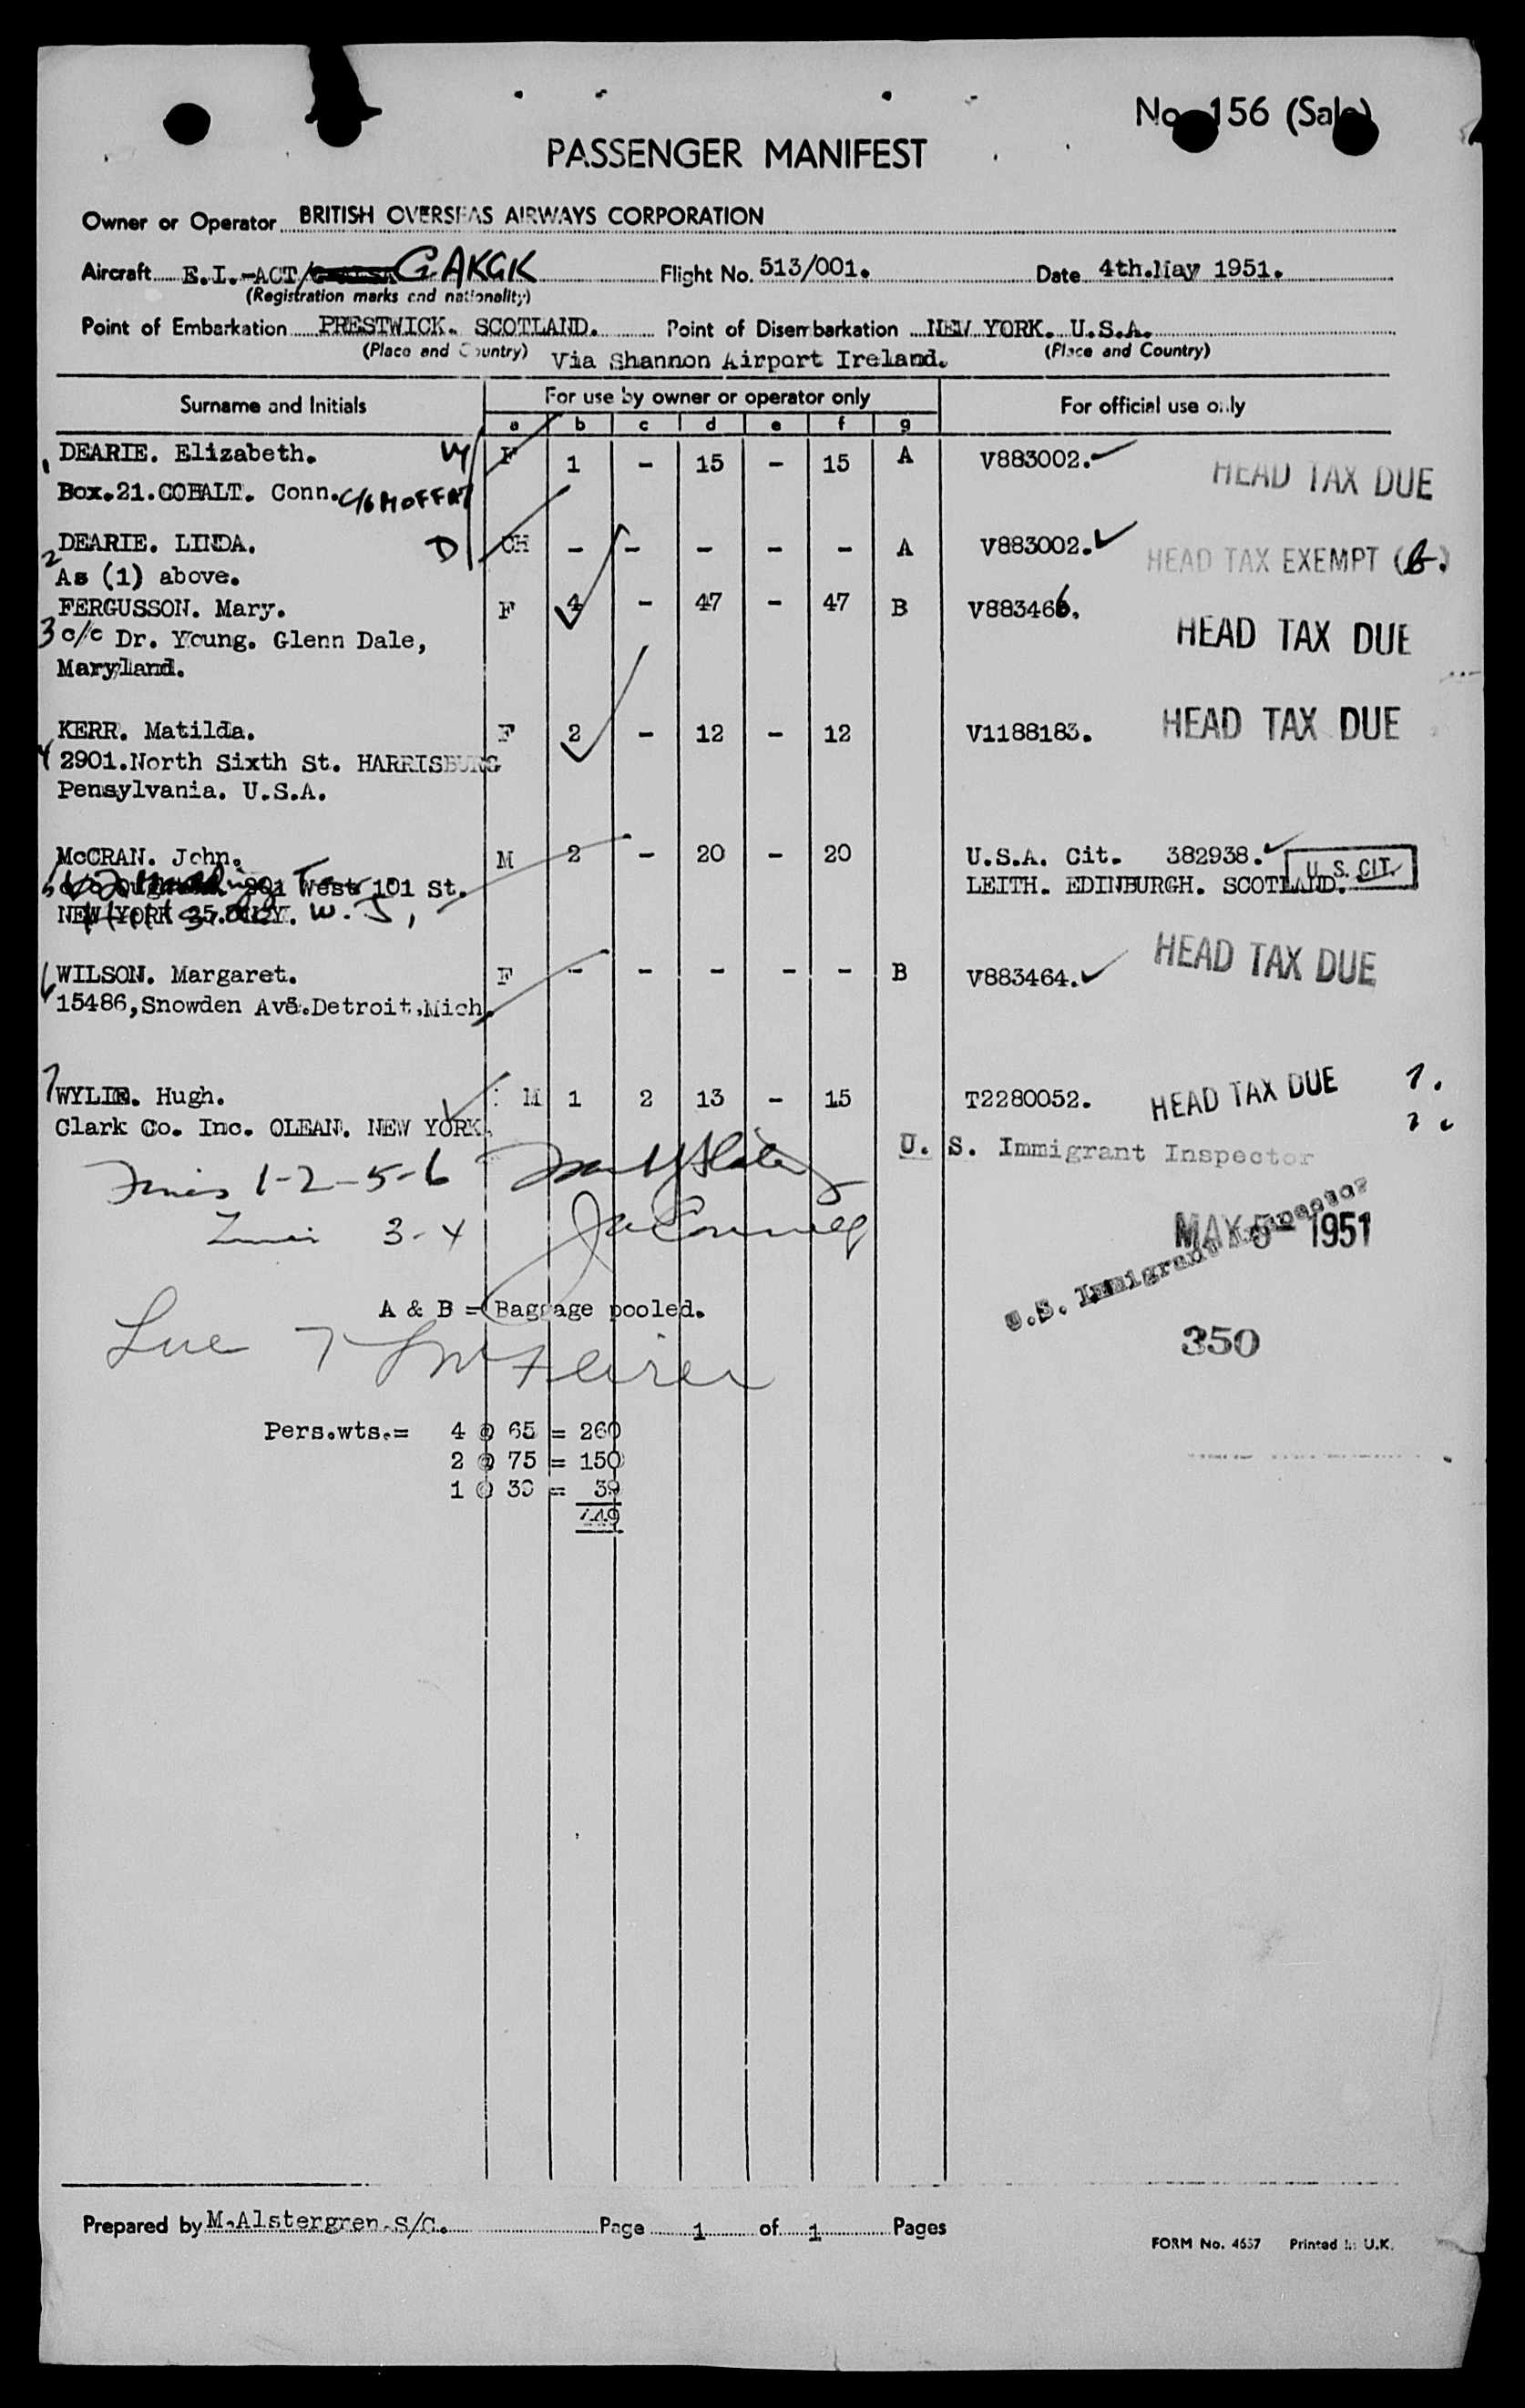 No. 156 (Sale)
PASSENGER MANIFEST
Owner or Operator BRITISH OVERSEAS AIRWAYS CORPORATION
Aircraft E.I.-ACT/ G-AKGK Flight No. 513/001. Date 4th.May 1951.
(Registration marks and nationality)
Point of Embarkation PRESTWICK. SCOTLAND. Point of Disembarkation NEW YORK. U.S.A.
(Place and Country) Via Shannon Airport Ireland. (Place and Country)
Surname and Initials For use by owner or operator only For official use only
a b c d e f g
1 DEARIE. Elizabeth. W F 1 - 15 - 15 A V883002. HEAD TAX DUE
Box.21.COBALT. Conn. C/o MOFFAT
2 DEARIE. LINDA. D CH - - - - - A V883002. HEAD TAX EXEMPT
As (1) above.
3 FERGUSSON. Mary. F 4 - 47 - 47 B V883466. HEAD TAX DUE
c/c Dr. Young. Glenn Dale,
Maryland.
4 KERR. Matilda. F 2 - 12 - 12 V1188183. HEAD TAX DUE
2901.North Sixth St. HARRISBURG
Pensylvania. U.S.A.
5 McCRAN. John. M 2 - 20 - 20 U.S.A. Cit. 382938. U. S. CIT.
201 West 101 St. LEITH. EDINBURGH. SCOTLAND.
NEW YORK 25. N.Y.
6 WILSON. Margaret. F - - - - - B V883464. HEAD TAX DUE
15486,Snowden Ave.Detroit,Mich.
7 WYLIE. Hugh. M 1 2 13 - 15 T2280052. HEAD TAX DUE 1.
Clark Co. Inc. OLEAN. NEW YORK.
U. S. Immigrant Inspector
1-2-5-6
3-4
MAY 5- 1951
U.S. Immigrant Inspector
A & B = Baggage pooled.
350
7
Pers.wts.= 4 @ 65 = 260
2 @ 75 = 150
1 @ 39 = 39
449
Prepared by M.Alstergren.S/C. Page 1 of 1 Pages
FORM No. 4657 Printed in U.K.